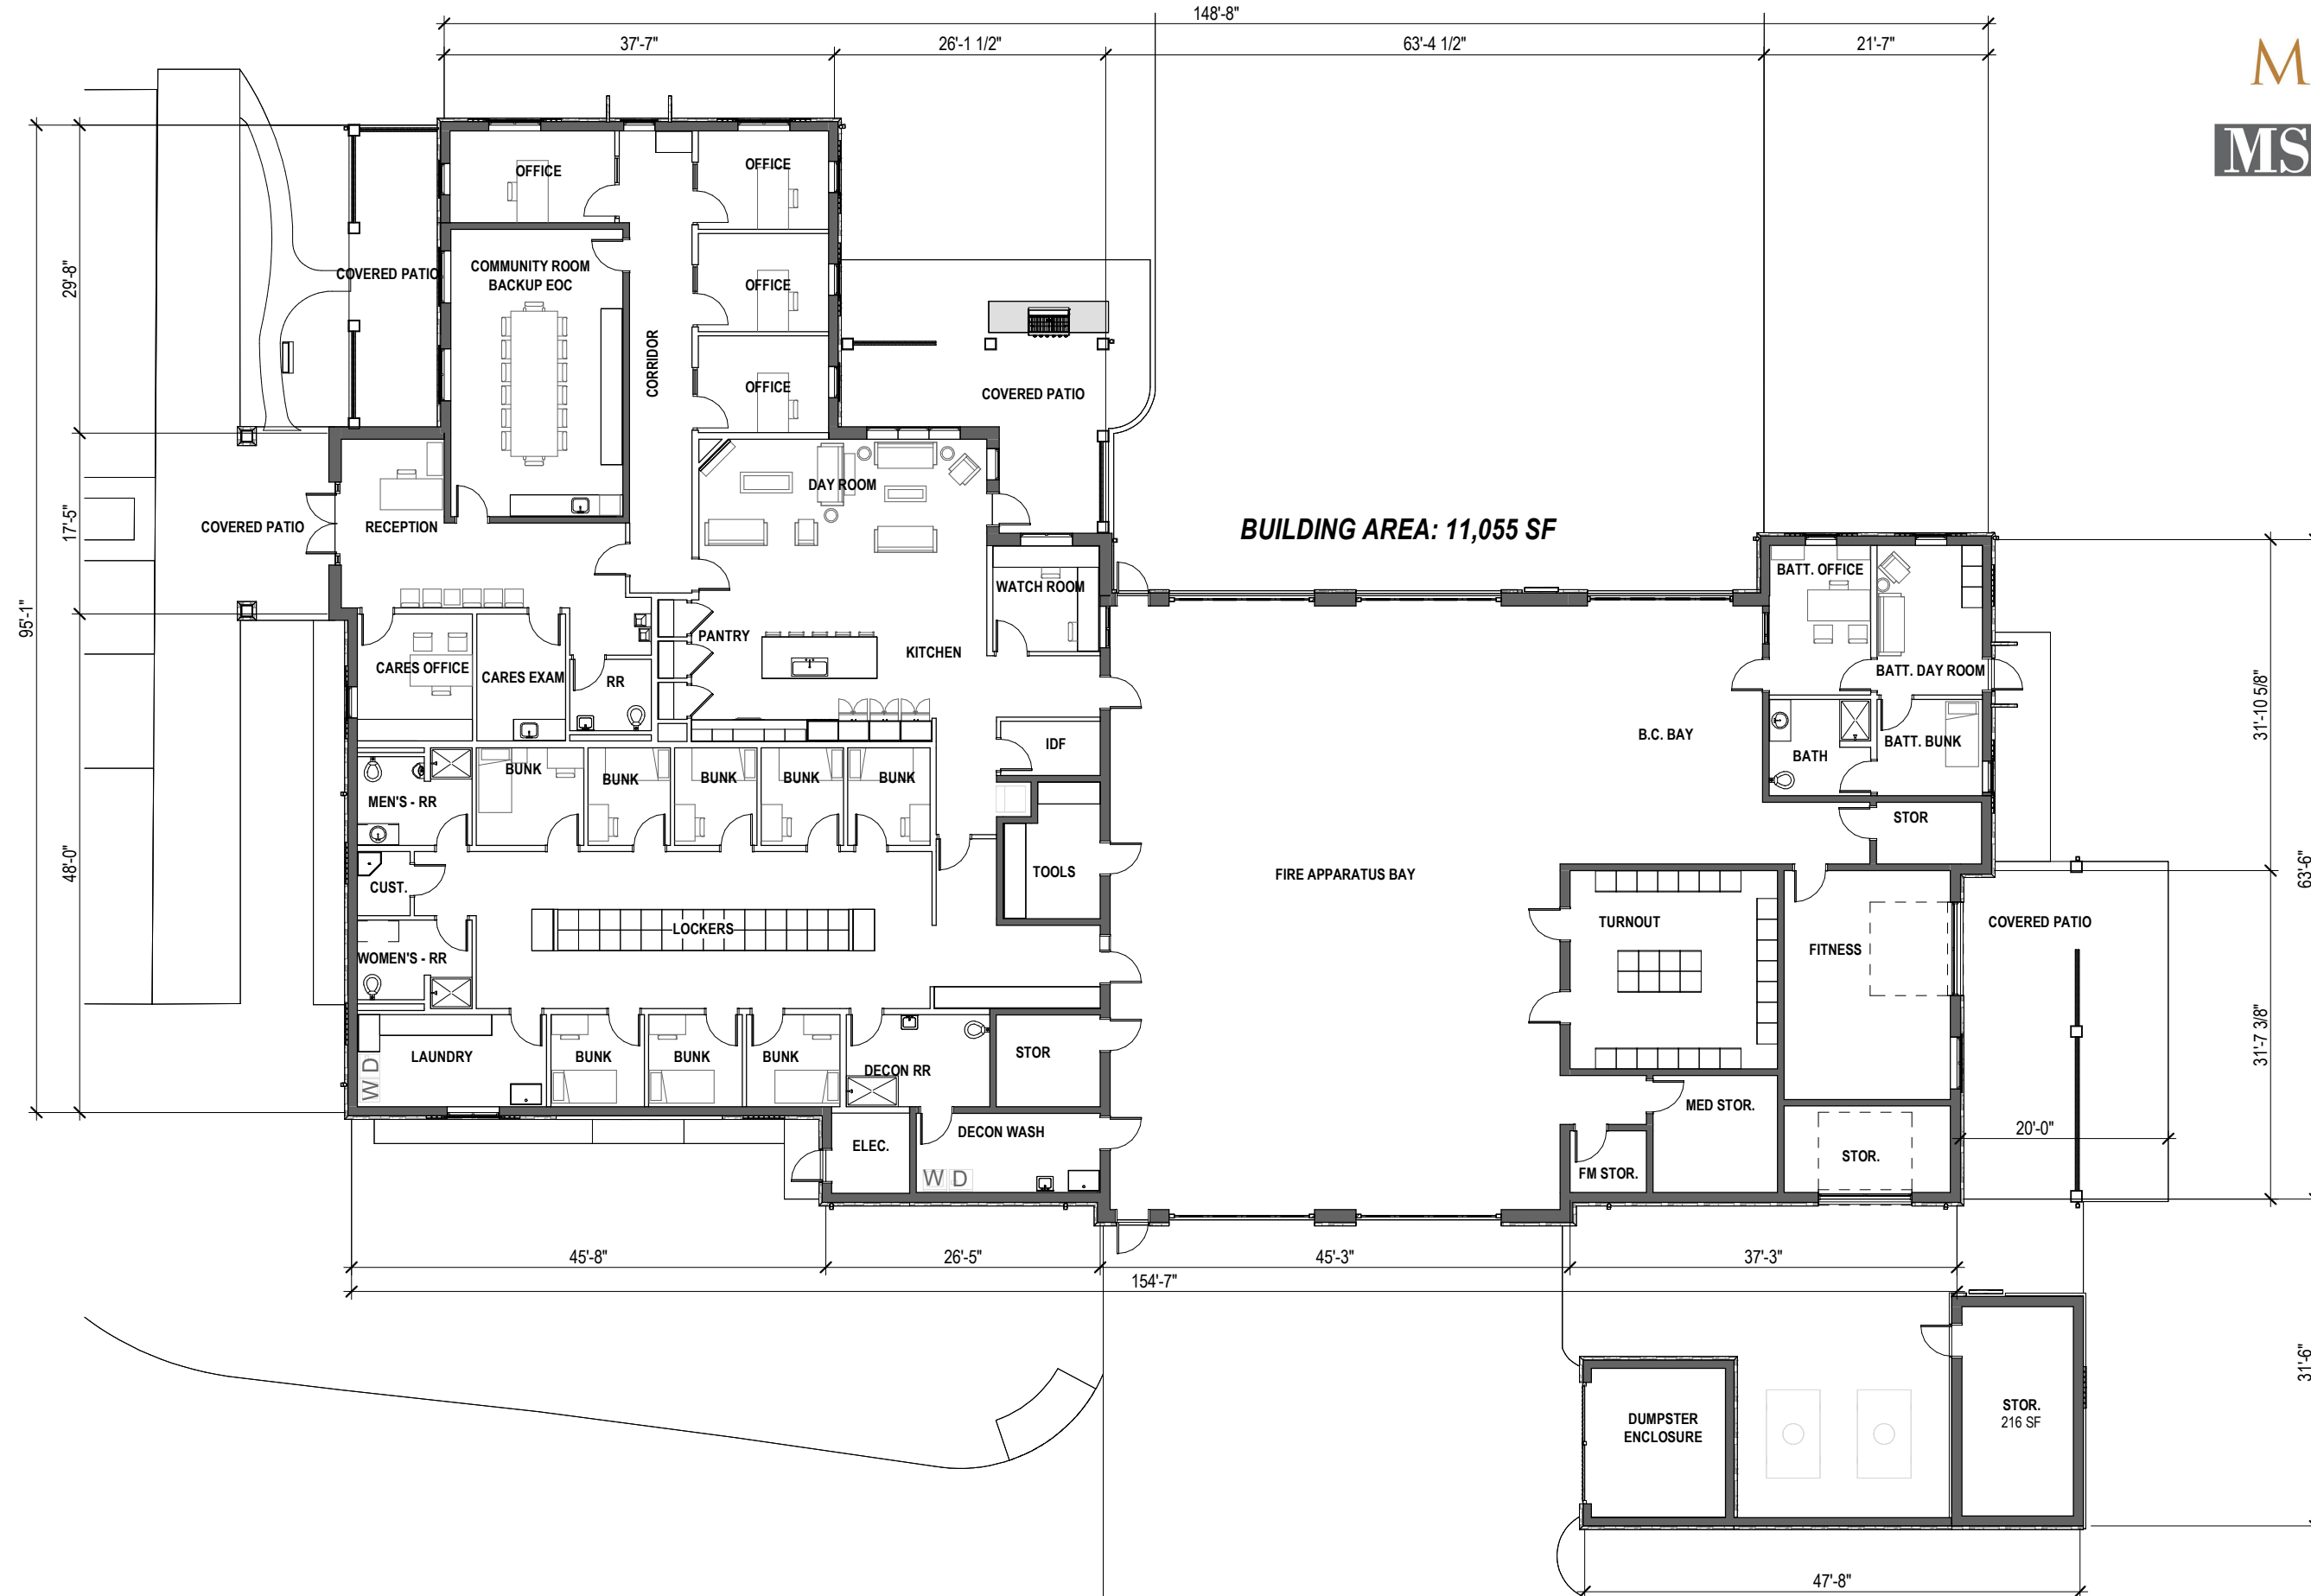 148'-8"
37'-7"
26'-1 1/2"
63'-4 1/2"
21'-7"
M
MS
OFFICE
OFFICE
COVERED PATIO
COMMUNITY ROOM
BACKUP EOC
OFFICE
29'-8"
CORRIDOR
OFFICE
COVERED PATIO
DAY ROOM
COVERED PATIO
RECEPTION
17'-5"
BUILDING AREA: 11,055 SF
95'-1"
WATCH ROOM
BATT. OFFICE
PANTRY
KITCHEN
CARES OFFICE
CARES EXAM
RR
BATT. DAY ROOM
31'-10 5/8"
B.C. BAY
IDF
BATH
BATT. BUNK
BUNK
BUNK
BUNK
BUNK
BUNK
MEN'S - RR
STOR
48'-0"
CUST.
TOOLS
FIRE APPARATUS BAY
63'-6"
LOCKERS
TURNOUT
COVERED PATIO
FITNESS
WOMEN'S - RR
LAUNDRY
BUNK
BUNK
BUNK
DECON RR
STOR
31'-7 3/8"
W D
MED STOR.
ELEC.
DECON WASH
20'-0"
STOR.
FM STOR.
W D
45'-8"
26'-5"
45'-3"
37'-3"
154'-7"
31'-6"
DUMPSTER
ENCLOSURE
STOR.
216 SF
47'-8"